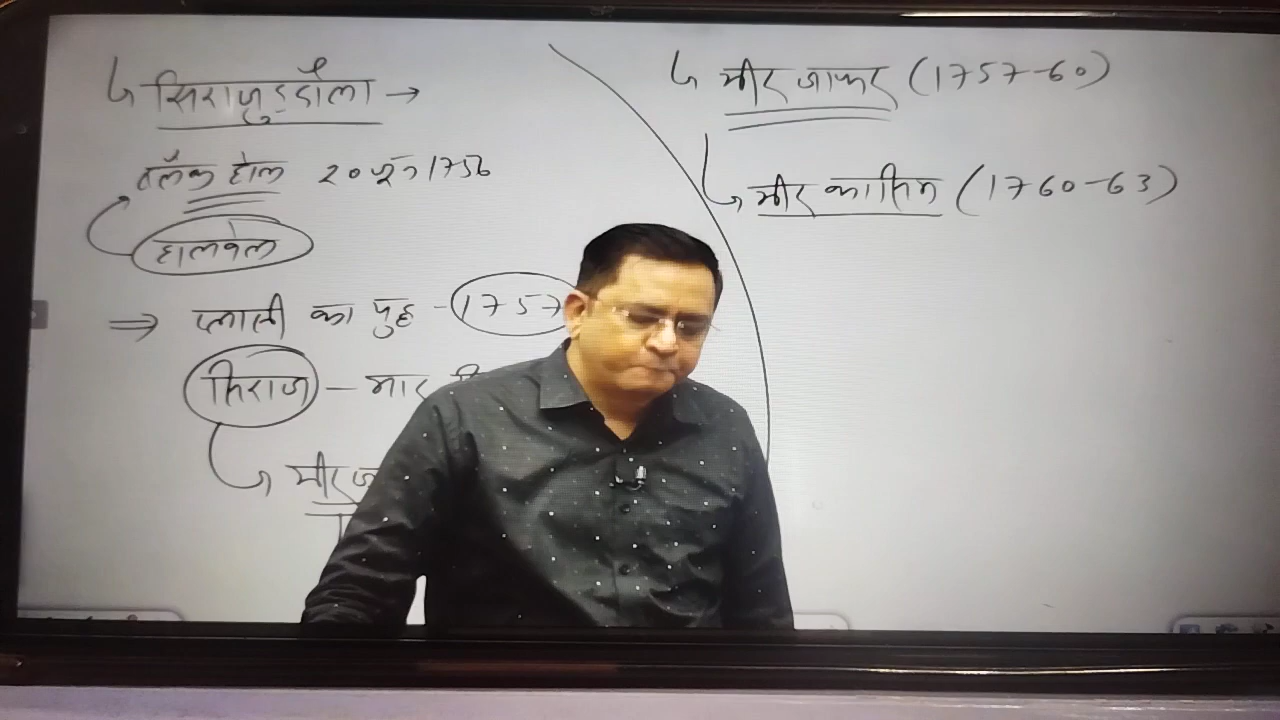 सिराजुद्दौला →
ब्लैक होल 20 जून 1756
हालवेल
⇒ प्लासी का युद्ध - 1757
सिराज - मार
मीर ज
मीर जाफर (1757-60)
मीर कासिम (1760-63)